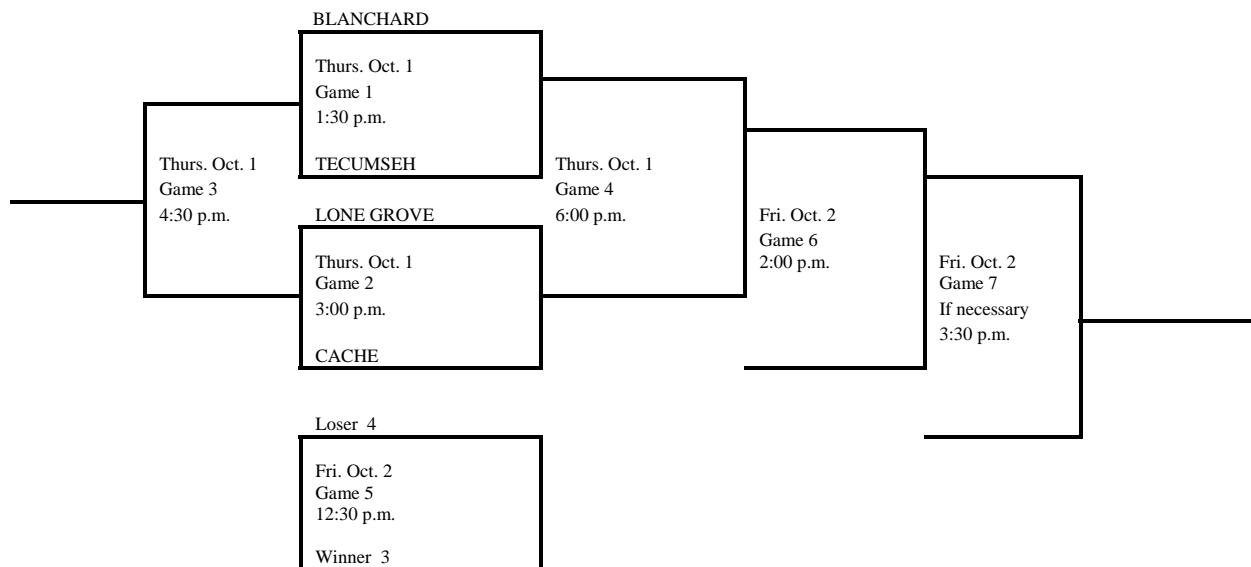 BLANCHARD
Thurs. Oct. 1
Game 1
1:30 p.m.
TECUMSEH
Thurs. Oct. 1
Game 3
4:30 p.m.
Thurs. Oct. 1
Game 4
6:00 p.m.
LONE GROVE
Thurs. Oct. 1
Game 2
3:00 p.m.
CACHE
Fri. Oct. 2
Game 6
2:00 p.m.
Fri. Oct. 2
Game 7
If necessary
3:30 p.m.
Loser 4
Fri. Oct. 2
Game 5
12:30 p.m.
Winner 3